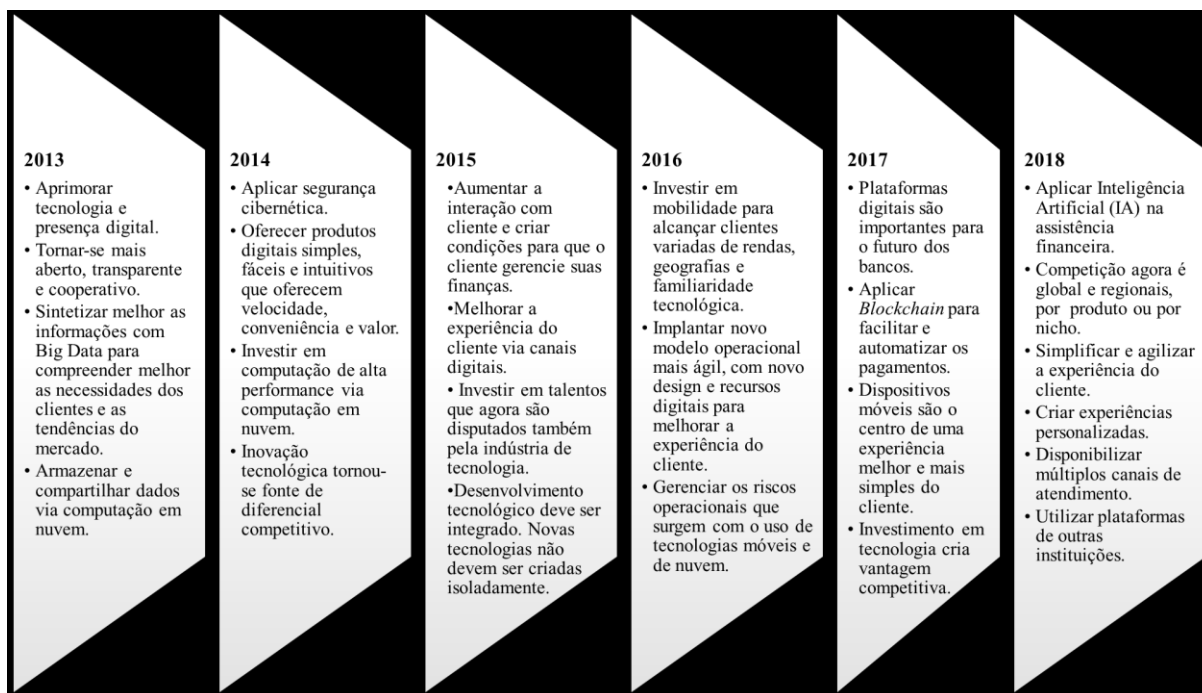 2013
• Aprimorar
tecnologia e
presença digital.
• Tornar-se mais
aberto, transparente
e cooperativo.
• Sintetizar melhor as
informações com
Big Data para
compreender melhor
as necessidades dos
clientes e as
tendências do
mercado.
• Armazenar e
compartilhar dados
via computação em
nuvem.
2014
• Aplicar segurança
cibernética.
• Oferecer produtos
digitais simples,
fáceis e intuitivos
que oferecem
velocidade,
conveniência e valor.
• Investir em
computação de alta
performance via
computação em
nuvem.
• Inovação
tecnológica tornou-
se fonte de
diferencial
competitivo.
2015
•Aumentar a
interação com
cliente e criar
condições para que o
cliente gerencie suas
finanças.
•Melhorar a
experiência do
cliente via canais
digitais.
• Investir em talentos
que agora são
disputados também
pela indústria de
tecnologia.
•Desenvolvimento
tecnológico deve ser
integrado. Novas
tecnologias não
devem ser criadas
isoladamente.
2016
• Investir em
mobilidade para
alcançar clientes
variadas de rendas,
geografias e
familiaridade
tecnológica.
• Implantar novo
modelo operacional
mais ágil, com novo
design e recursos
digitais para
melhorar a
experiência do
cliente.
• Gerenciar os riscos
operacionais que
surgem com o uso de
tecnologias móveis e
de nuvem.
2017
• Plataformas
digitais são
importantes para
o futuro dos
bancos.
• Aplicar
Blockchain para
facilitar e
automatizar os
pagamentos.
• Dispositivos
móveis são o
centro de uma
experiência
melhor e mais
simples do
cliente.
• Investimento em
tecnologia cria
vantagem
competitiva.
2018
• Aplicar Inteligência
Artificial (IA) na
assistência
financeira.
• Competição agora é
global e regionais,
por produto ou por
nicho.
• Simplificar e agilizar
a experiência do
cliente.
• Criar experiências
personalizadas.
• Disponibilizar
múltiplos canais de
atendimento.
• Utilizar plataformas
de outras
instituições.